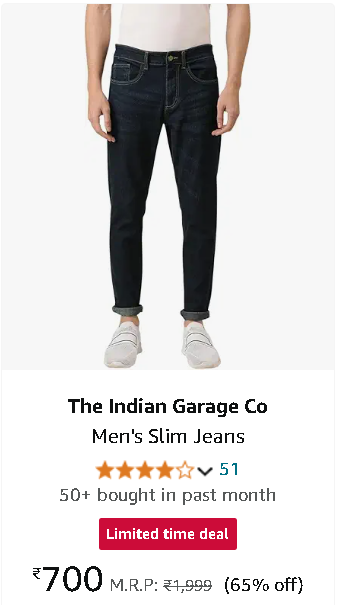 The Indian Garage Co
Men's Slim Jeans
51
50+ bought in past month
Limited time deal
₹700 M.R.P: ₹1,999 (65% off)